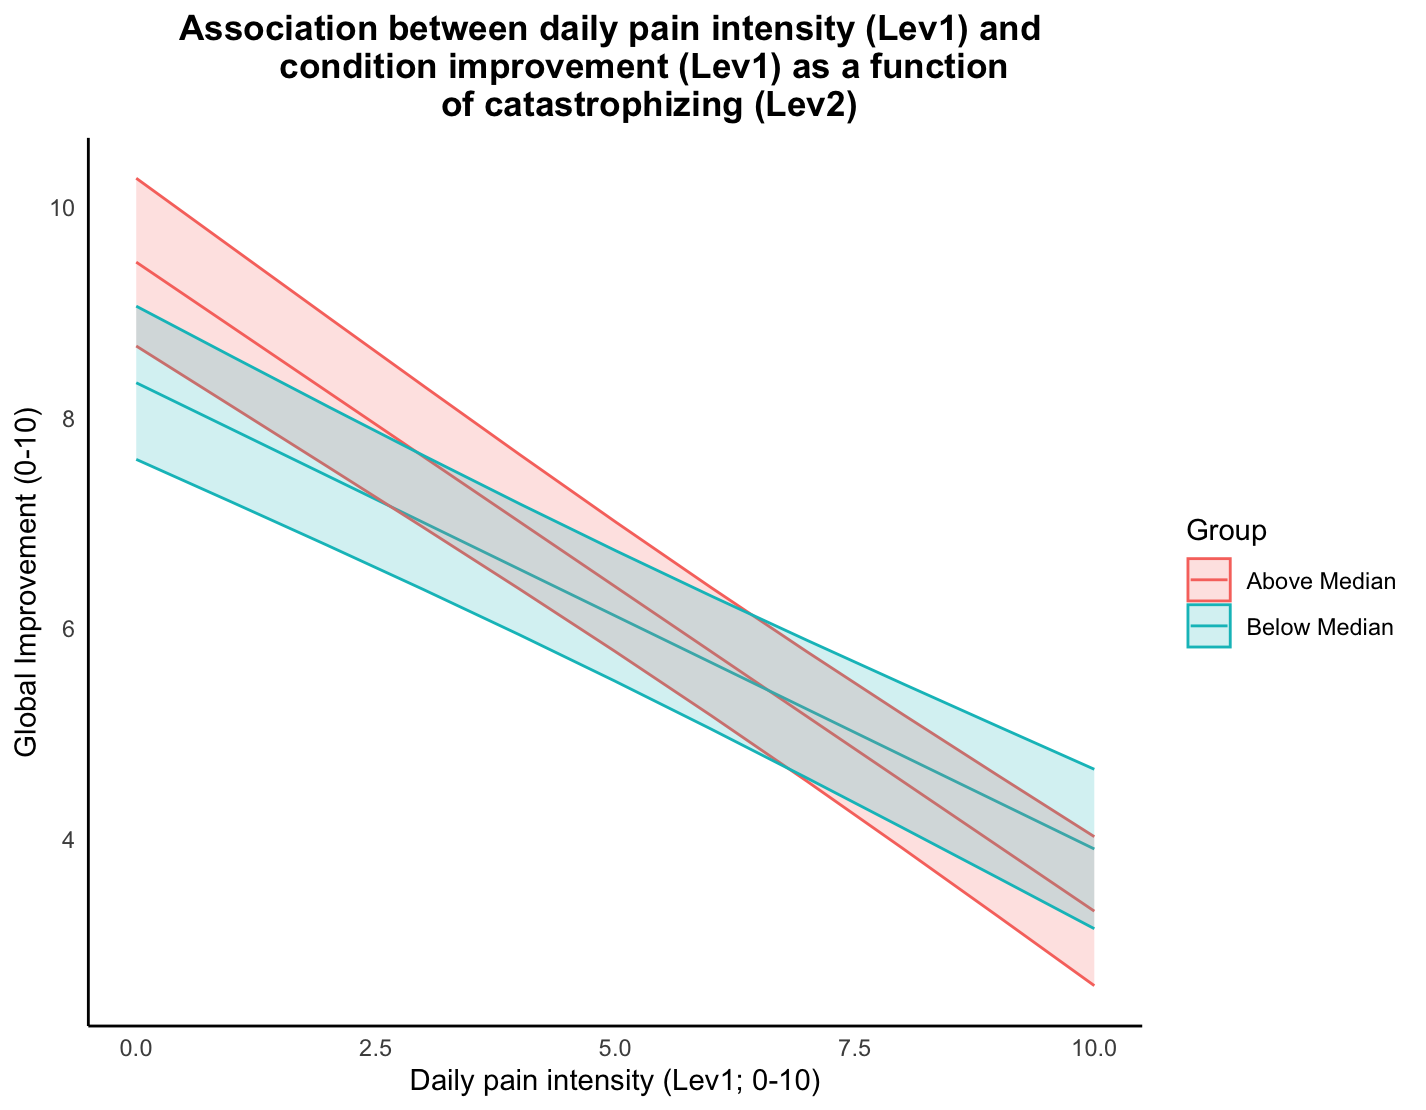 Association between daily pain intensity (Lev1) and
condition improvement (Lev1) as a function
of catastrophizing (Lev2)
Global Improvement (0-10)
10
8
6
4
0.0
2.5
5.0
7.5
10.0
Daily pain intensity (Lev1; 0-10)
Group
Above Median
Below Median